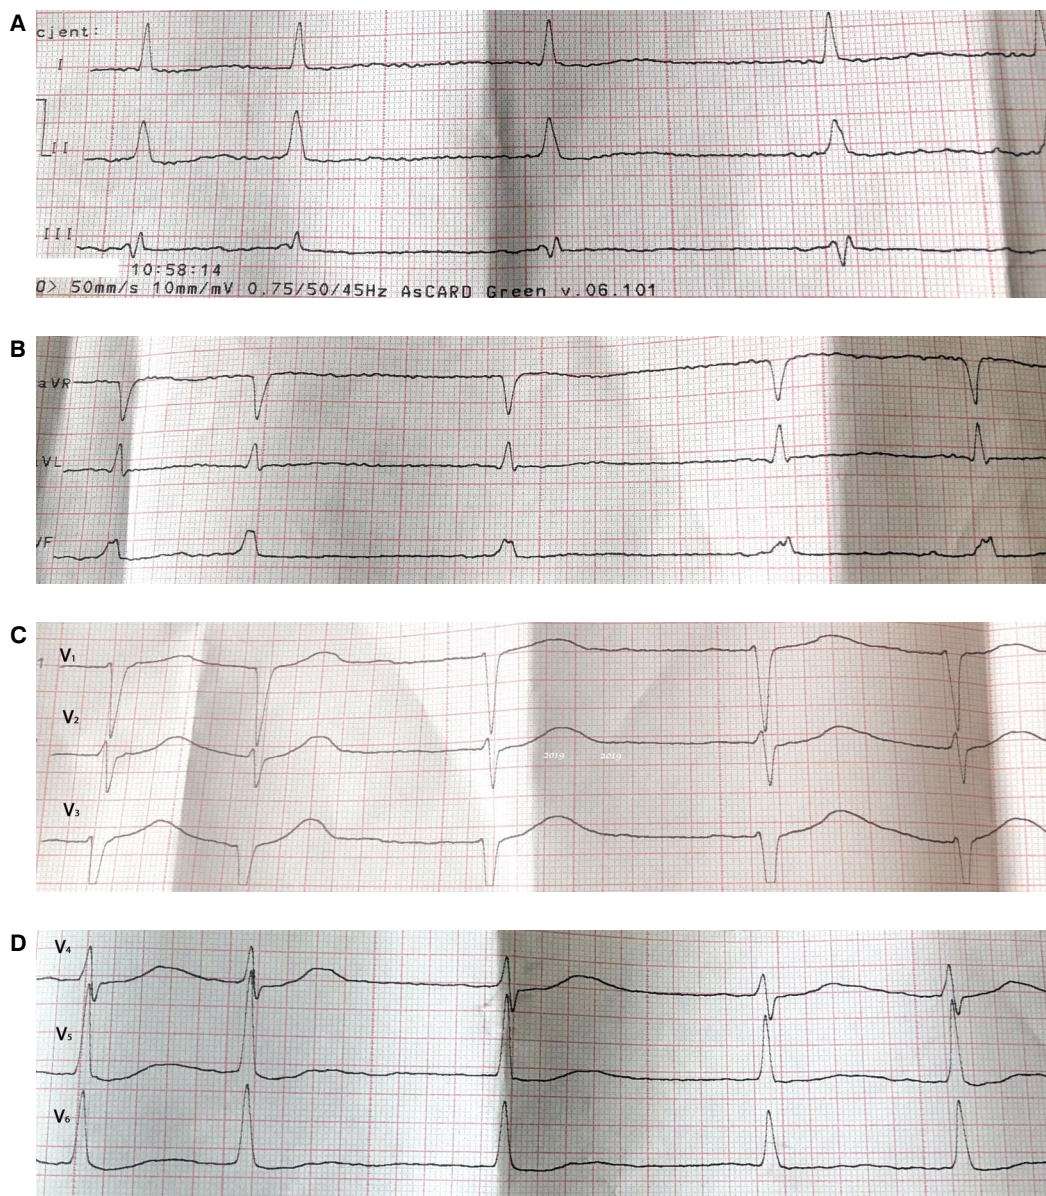 A
cjent:
I
II
III
10:58:14
Q> 50mm/s 10mm/mV 0,75/50/45Hz AsCARD Green v.06.101
B
aVR
VL
VF
C
1
V₁
V₂
2019 2019
V₃
D
V₄
V₅
V₆